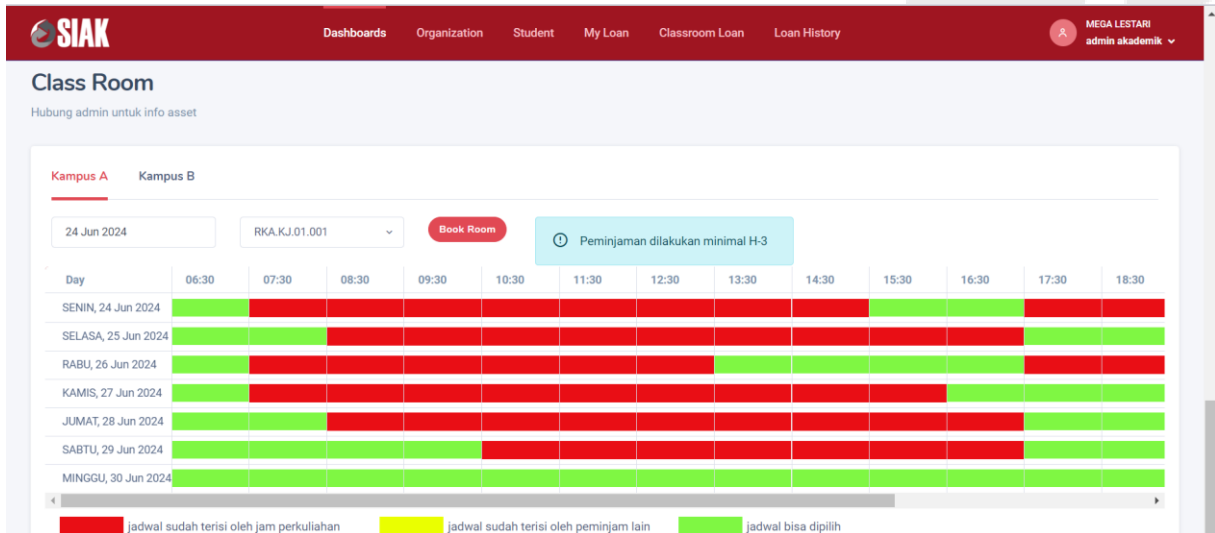 SIAK
Dashboards Organization Student My Loan Classroom Loan Loan History
MEGA LESTARI
admin akademik
Class Room
Hubung admin untuk info asset
Kampus A Kampus B
24 Jun 2024 RKA.KJ.01.001 Book Room Peminjaman dilakukan minimal H-3
Day 06:30 07:30 08:30 09:30 10:30 11:30 12:30 13:30 14:30 15:30 16:30 17:30 18:30
SENIN, 24 Jun 2024
SELASA, 25 Jun 2024
RABU, 26 Jun 2024
KAMIS, 27 Jun 2024
JUMAT, 28 Jun 2024
SABTU, 29 Jun 2024
MINGGU, 30 Jun 2024
jadwal sudah terisi oleh jam perkuliahan jadwal sudah terisi oleh peminjam lain jadwal bisa dipilih